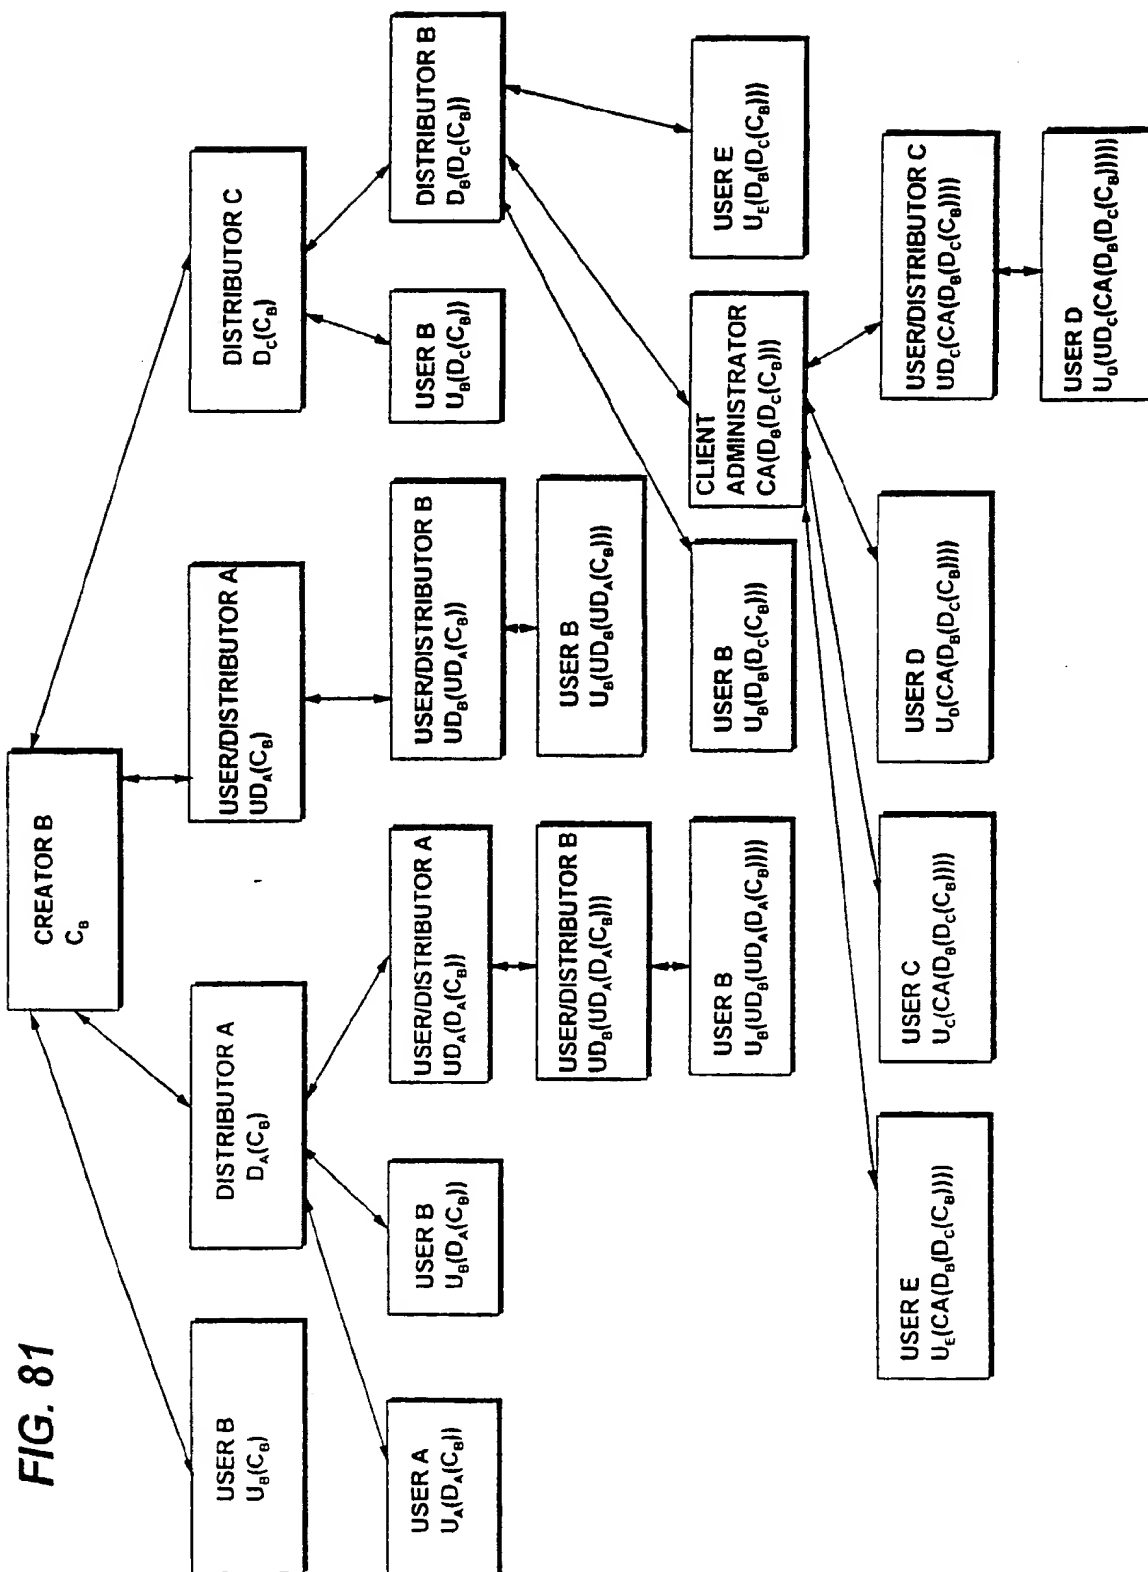 FIG. 81
CREATOR B
C_B
USER B
U_B(C_B)
DISTRIBUTOR A
D_A(C_B)
USER/DISTRIBUTOR A
UD_A(C_B)
DISTRIBUTOR C
D_C(C_B)
USER A
U_A(D_A(C_B))
USER B
U_B(D_A(C_B))
USER/DISTRIBUTOR A
UD_A(D_A(C_B))
USER/DISTRIBUTOR B
UD_B(UD_A(C_B))
USER B
U_B(D_C(C_B))
DISTRIBUTOR B
D_B(D_C(C_B))
USER/DISTRIBUTOR B
UD_B(UD_A(D_A(C_B)))
USER B
U_B(UD_B(UD_A(C_B)))
USER B
U_B(UD_B(UD_A(D_A(C_B))))
USER B
U_B(D_B(D_C(C_B)))
CLIENT
ADMINISTRATOR
CA(D_B(D_C(C_B)))
USER E
U_E(D_B(D_C(C_B)))
USER E
U_E(CA(D_B(D_C(C_B))))
USER C
U_C(CA(D_B(D_C(C_B))))
USER D
U_D(CA(D_B(D_C(C_B))))
USER/DISTRIBUTOR C
UD_C(CA(D_B(D_C(C_B))))
USER D
U_D(UD_C(CA(D_B(D_C(C_B)))))